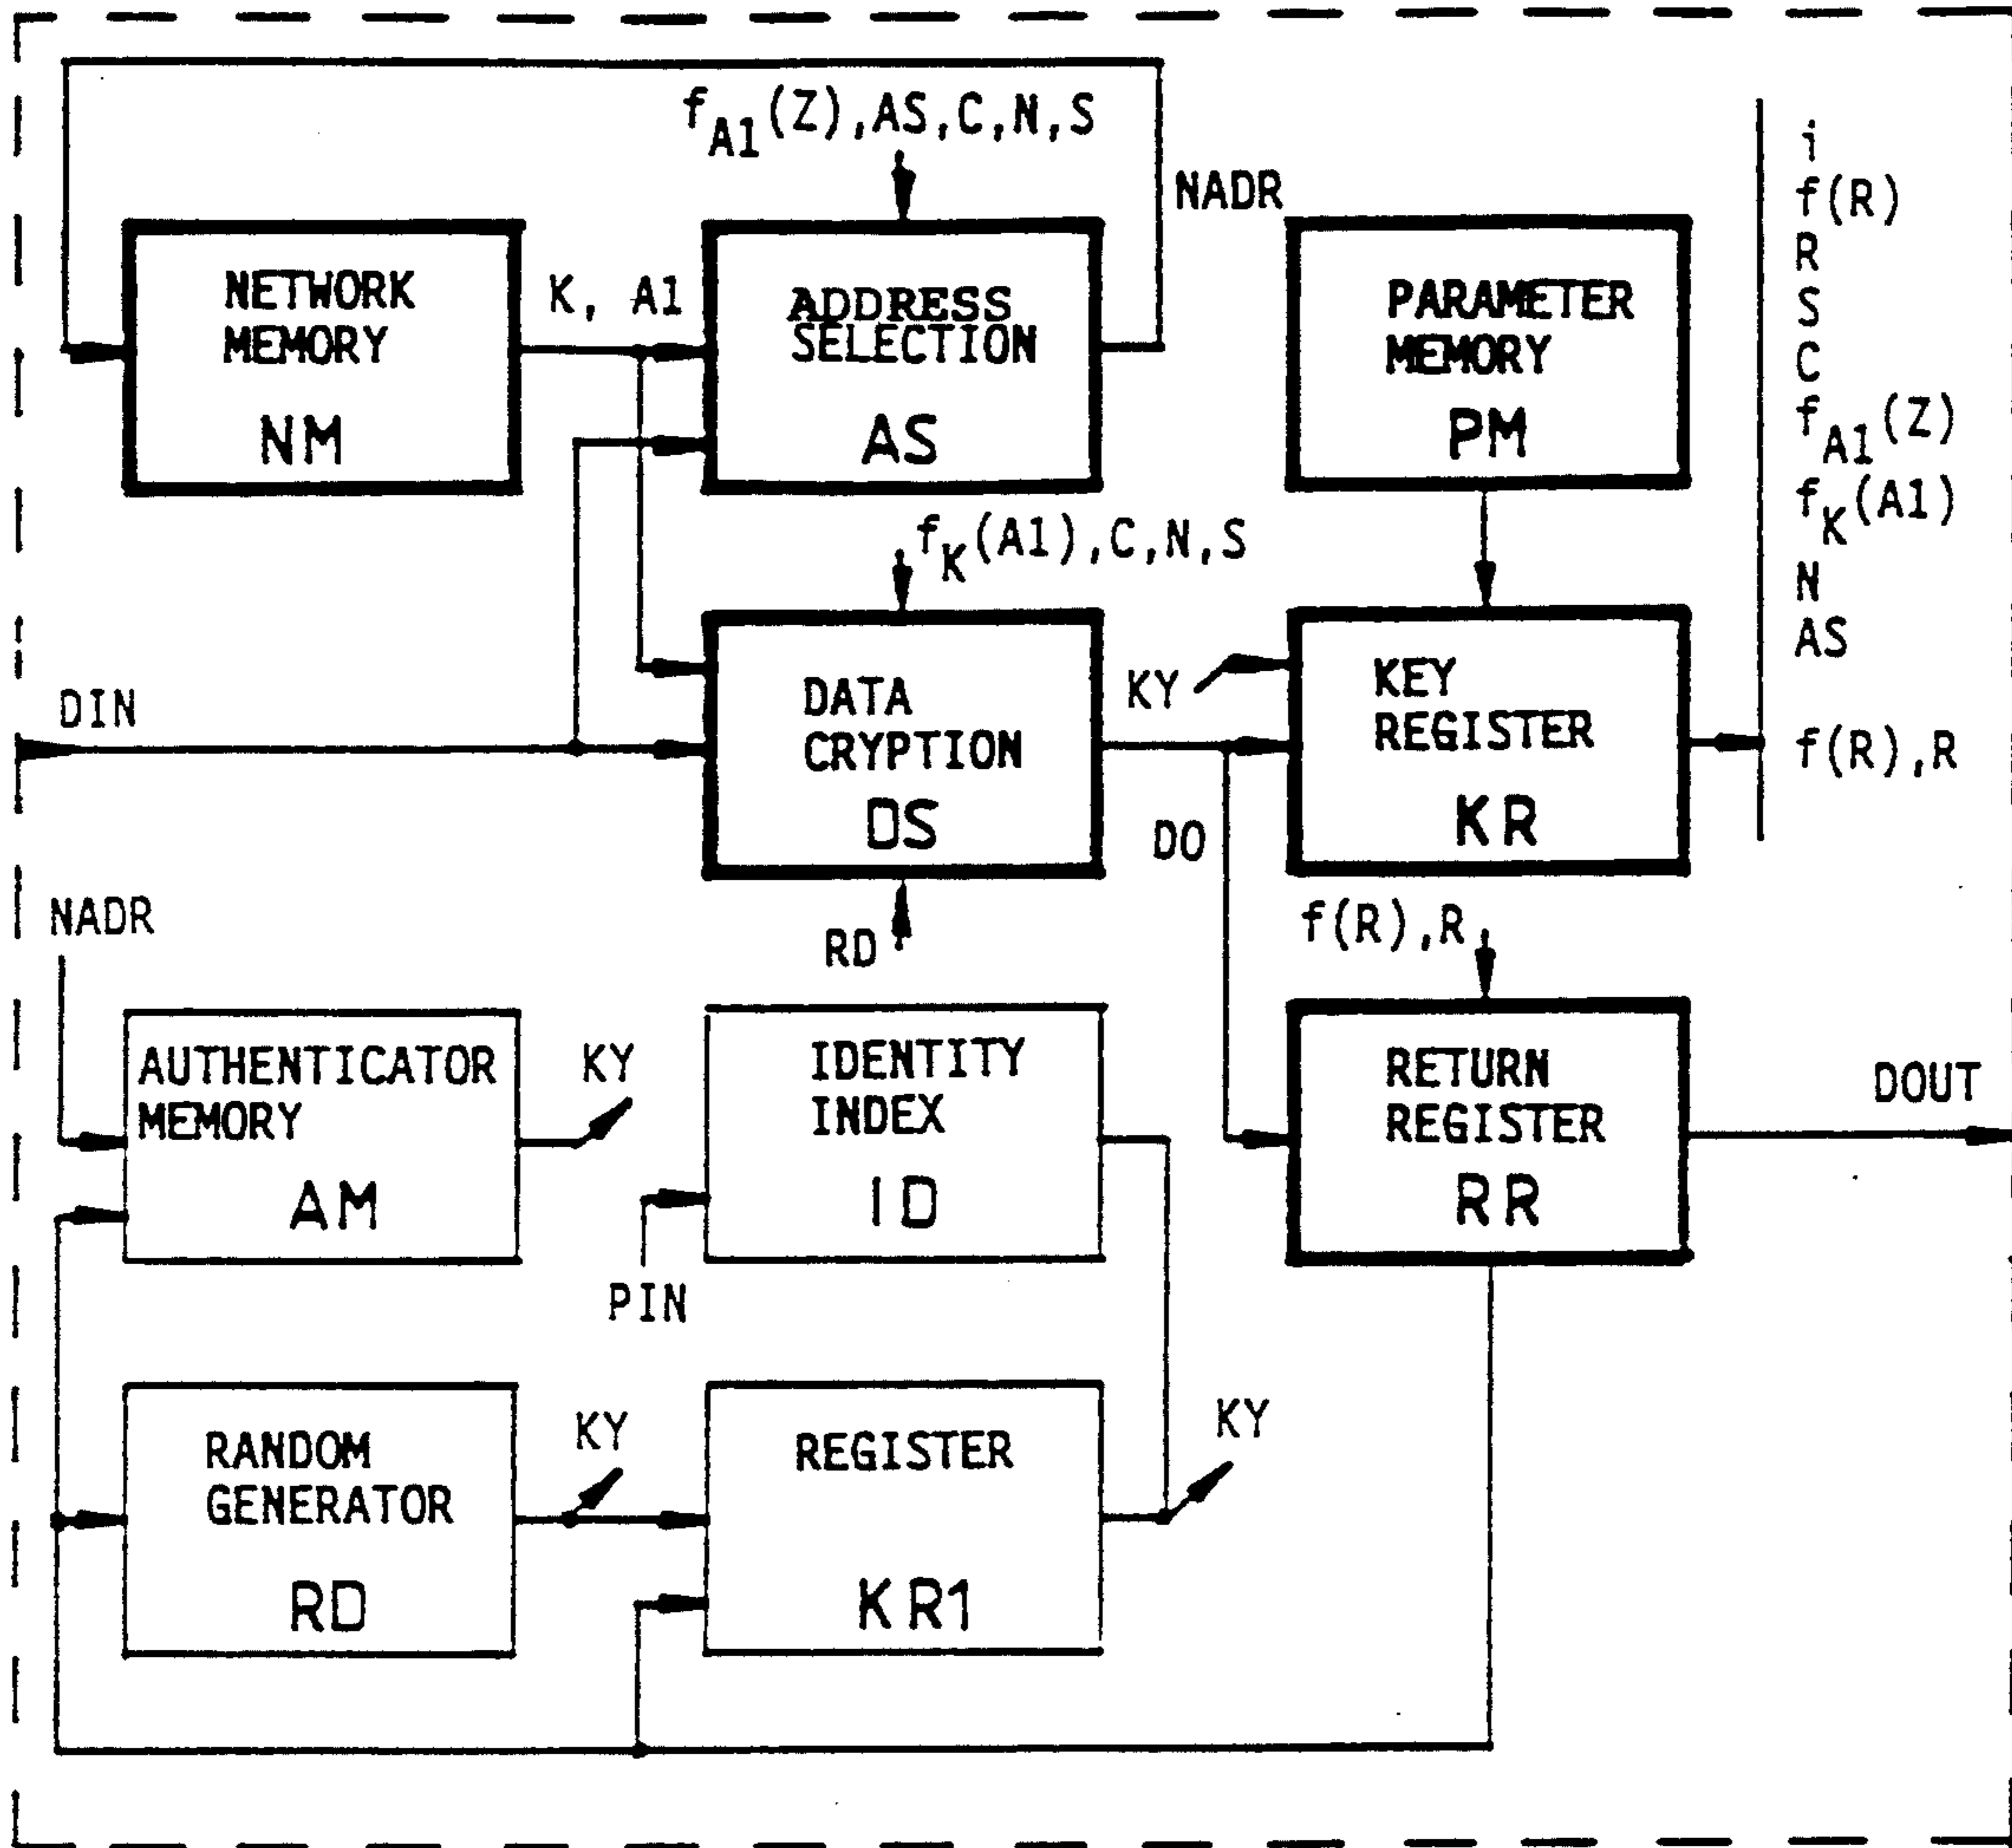 f_A1(Z),AS,C,N,S
NADR
NETWORK
MEMORY
NM
K, A1
ADDRESS
SELECTION
AS
PARAMETER
MEMORY
PM
i
f(R)
R
S
C
f_A1(Z)
f_K(A1)
N
AS
f(R),R
f_K(A1),C,N,S
DIN
DATA
CRYPTION
DS
KY
KEY
REGISTER
KR
DO
RD
NADR
f(R),R
AUTHENTICATOR
MEMORY
AM
KY
IDENTITY
INDEX
ID
PIN
RETURN
REGISTER
RR
DOUT
RANDOM
GENERATOR
RD
KY
REGISTER
KR1
KY